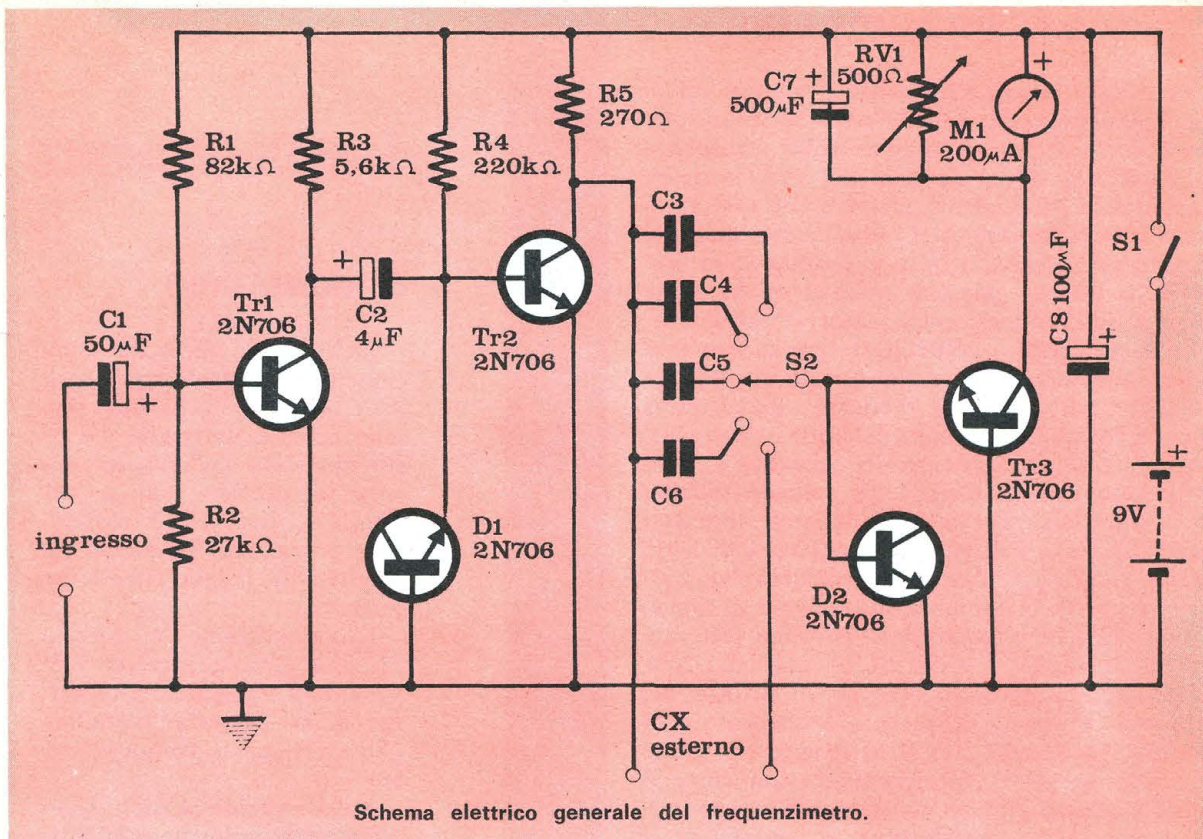 R1
82kΩ
R3
5,6kΩ
R4
220kΩ
R5
270Ω
C7
500μF
+
RV1
500Ω
+
M1
200μA
C1
50μF
+
Tr1
2N706
+
C2
4μF
Tr2
2N706
C3
C4
C5
C6
S2
C8 100μF
+
S1
Tr3
2N706
+
9V
ingresso
R2
27kΩ
D1
2N706
D2
2N706
CX
esterno
Schema elettrico generale del frequenzimetro.